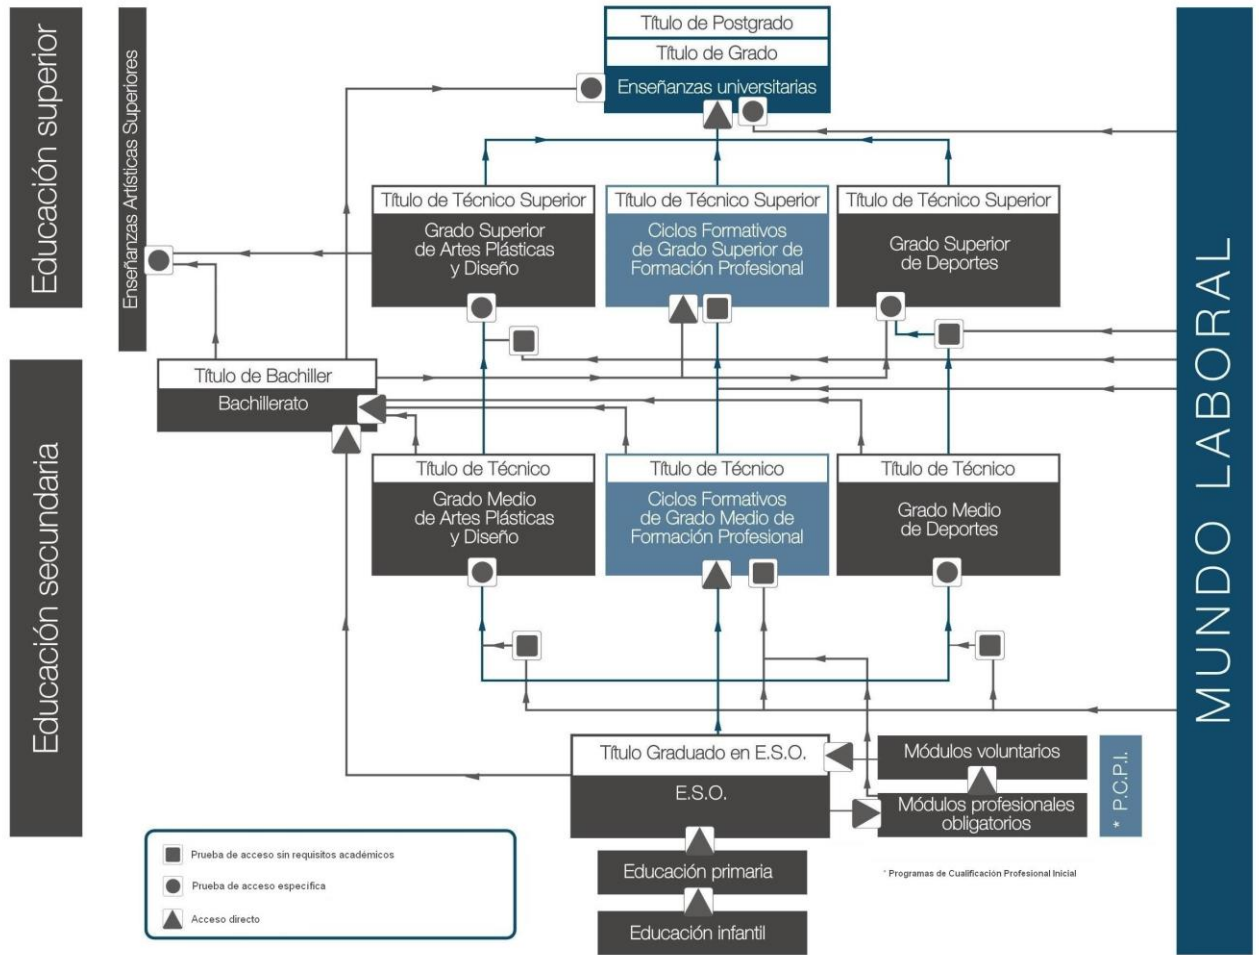 Educación superior
Enseñanzas Artísticas Superiores
Título de Postgrado
Título de Grado
Enseñanzas universitarias
Título de Técnico Superior
Grado Superior
de Artes Plásticas
y Diseño
Título de Técnico Superior
Ciclos Formativos
de Grado Superior de
Formación Profesional
Título de Técnico Superior
Grado Superior
de Deportes
MUNDO LABORAL
Educación secundaria
Título de Bachiller
Bachillerato
Título de Técnico
Grado Medio
de Artes Plásticas
y Diseño
Título de Técnico
Ciclos Formativos
de Grado Medio de
Formación Profesional
Título de Técnico
Grado Medio
de Deportes
Título Graduado en E.S.O.
E.S.O.
Módulos voluntarios
Módulos profesionales
obligatorios
* P.C.P.I.
Educación primaria
Educación infantil
* Programas de Cualificación Profesional Inicial
Prueba de acceso sin requisitos académicos
Prueba de acceso específica
Acceso directo